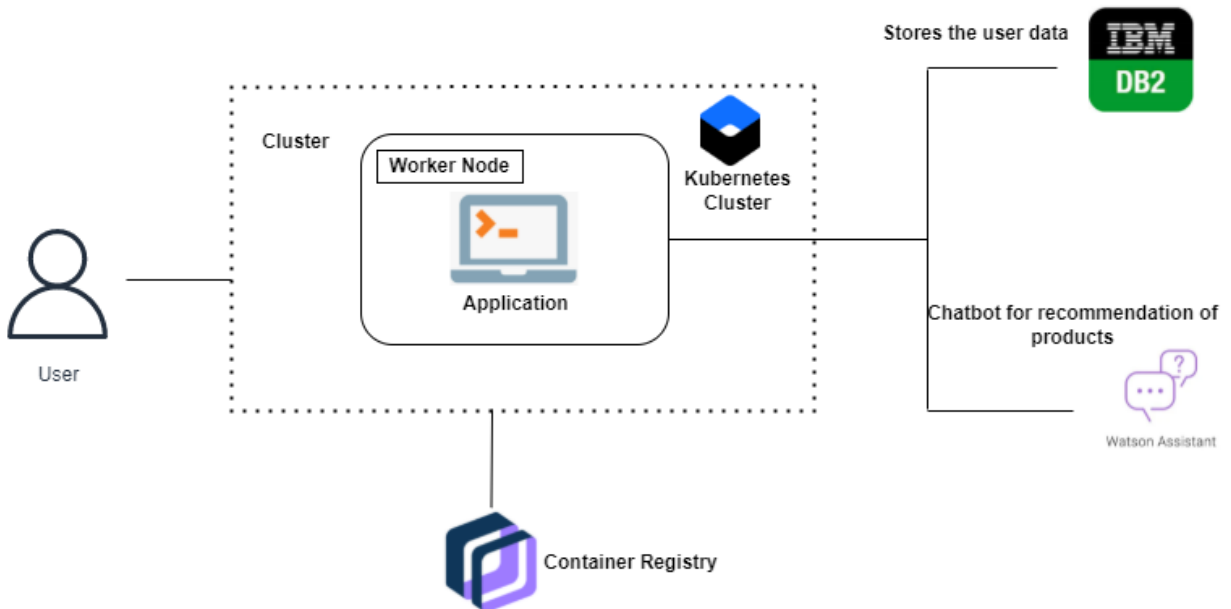 Stores the user data
IBM
DB2
Cluster
Worker Node
Kubernetes
Cluster
Application
User
Chatbot for recommendation of
products
?
Watson Assistant
Container Registry